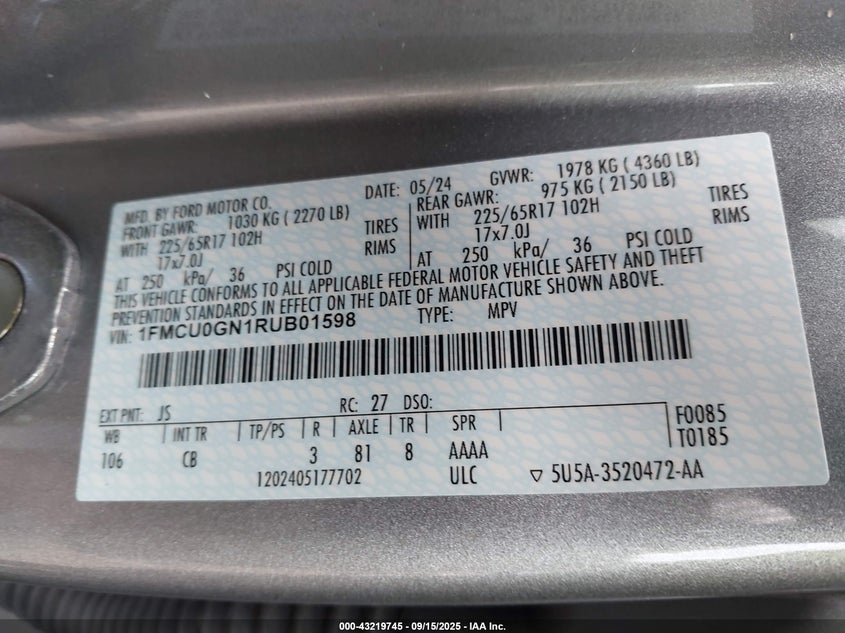 MFD. BY FORD MOTOR CO. DATE: 05/24 GVWR: 1978 KG ( 4360 LB)
FRONT GAWR: 1030 KG ( 2270 LB) REAR GAWR: 975 KG ( 2150 LB)
WITH 225/65R17 102H TIRES WITH 225/65R17 102H TIRES
17x7.0J RIMS 17x7.0J RIMS
AT 250 kPa/ 36 PSI COLD AT 250 kPa/ 36 PSI COLD
THIS VEHICLE CONFORMS TO ALL APPLICABLE FEDERAL MOTOR VEHICLE SAFETY AND THEFT
PREVENTION STANDARDS IN EFFECT ON THE DATE OF MANUFACTURE SHOWN ABOVE.
VIN: 1FMCU0GN1RUB01598 TYPE: MPV
EXT PNT: JS RC: 27 DSO:
WB INT TR TP/PS R AXLE TR SPR F0085
106 CB 3 81 8 AAAA T0185
1202405177702 ULC ▽ 5U5A-3520472-AA
000-43219745 - 09/15/2025 - IAA Inc.